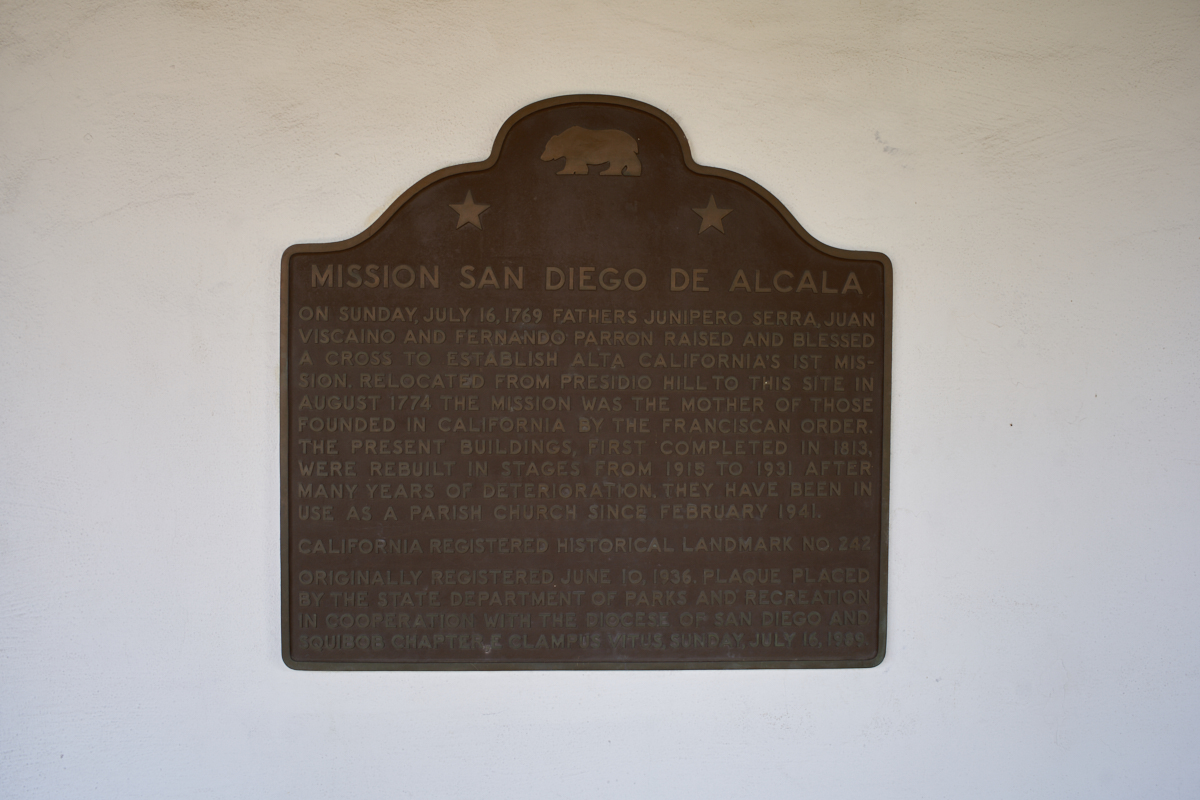 MISSION SAN DIEGO DE ALCALA
ON SUNDAY, JULY 16, 1769 FATHERS JUNIPERO SERRA, JUAN
VISCAINO AND FERNANDO PARRON RAISED AND BLESSED
A CROSS TO ESTABLISH ALTA CALIFORNIA'S 1ST MIS-
SION. RELOCATED FROM PRESIDIO HILL TO THIS SITE IN
AUGUST 1774 THE MISSION WAS THE MOTHER OF THOSE
FOUNDED IN CALIFORNIA BY THE FRANCISCAN ORDER.
THE PRESENT BUILDINGS, FIRST COMPLETED IN 1813,
WERE REBUILT IN STAGES FROM 1915 TO 1931 AFTER
MANY YEARS OF DETERIORATION. THEY HAVE BEEN IN
USE AS A PARISH CHURCH SINCE FEBRUARY 1941.
CALIFORNIA REGISTERED HISTORICAL LANDMARK NO. 242
ORIGINALLY REGISTERED JUNE 10, 1936. PLAQUE PLACED
BY THE STATE DEPARTMENT OF PARKS AND RECREATION
IN COOPERATION WITH THE DIOCESE OF SAN DIEGO AND
SQUIBOB CHAPTER E CLAMPUS VITUS, SUNDAY, JULY 16, 1989.